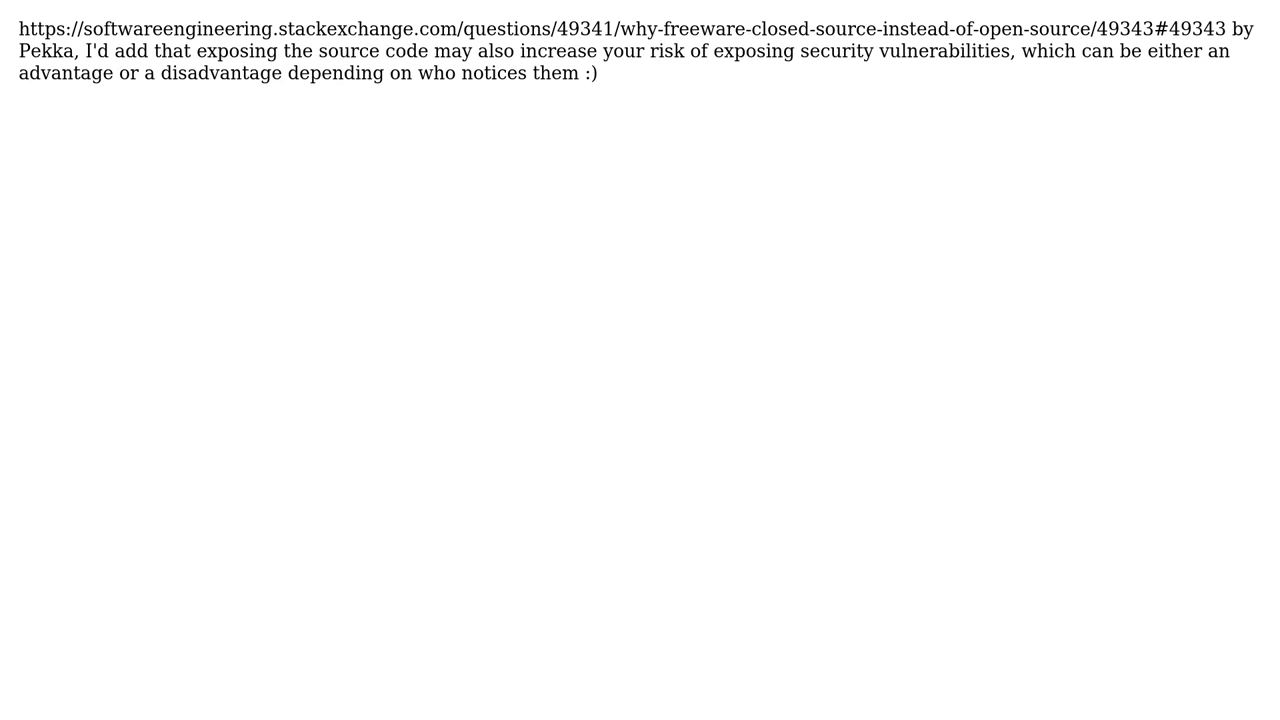 https://softwareengineering.stackexchange.com/questions/49341/why-freeware-closed-source-instead-of-open-source/49343#49343 by
Pekka, I'd add that exposing the source code may also increase your risk of exposing security vulnerabilities, which can be either an
advantage or a disadvantage depending on who notices them :)